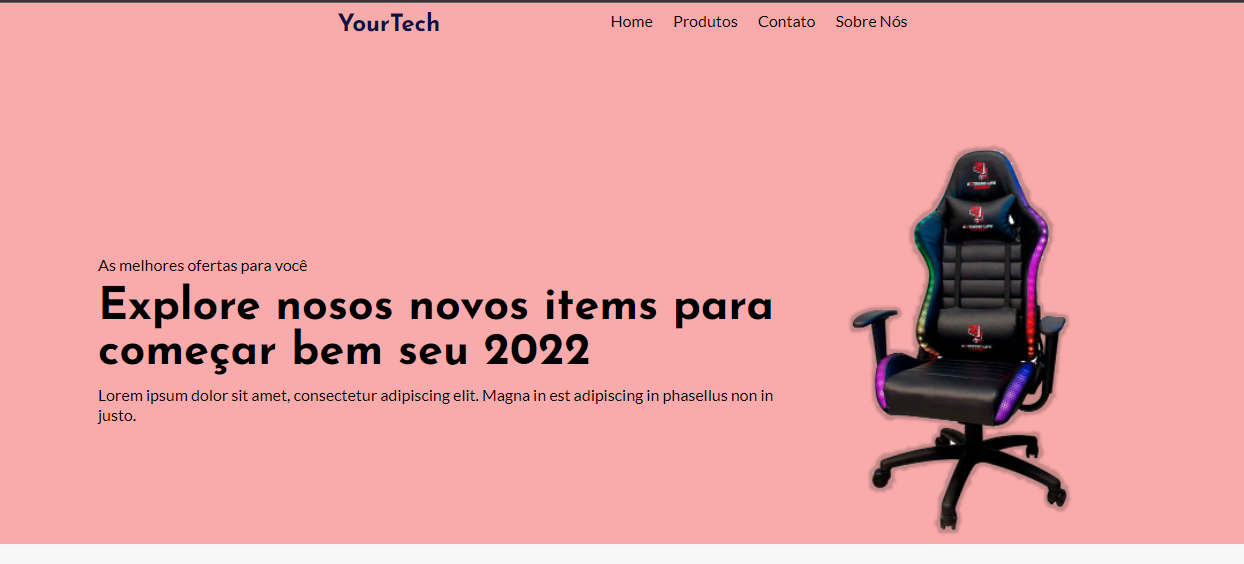 YourTech
Home Produtos Contato Sobre Nós
As melhores ofertas para você
Explore nosos novos items para
começar bem seu 2022
Lorem ipsum dolor sit amet, consectetur adipiscing elit. Magna in est adipiscing in phasellus non in
justo.